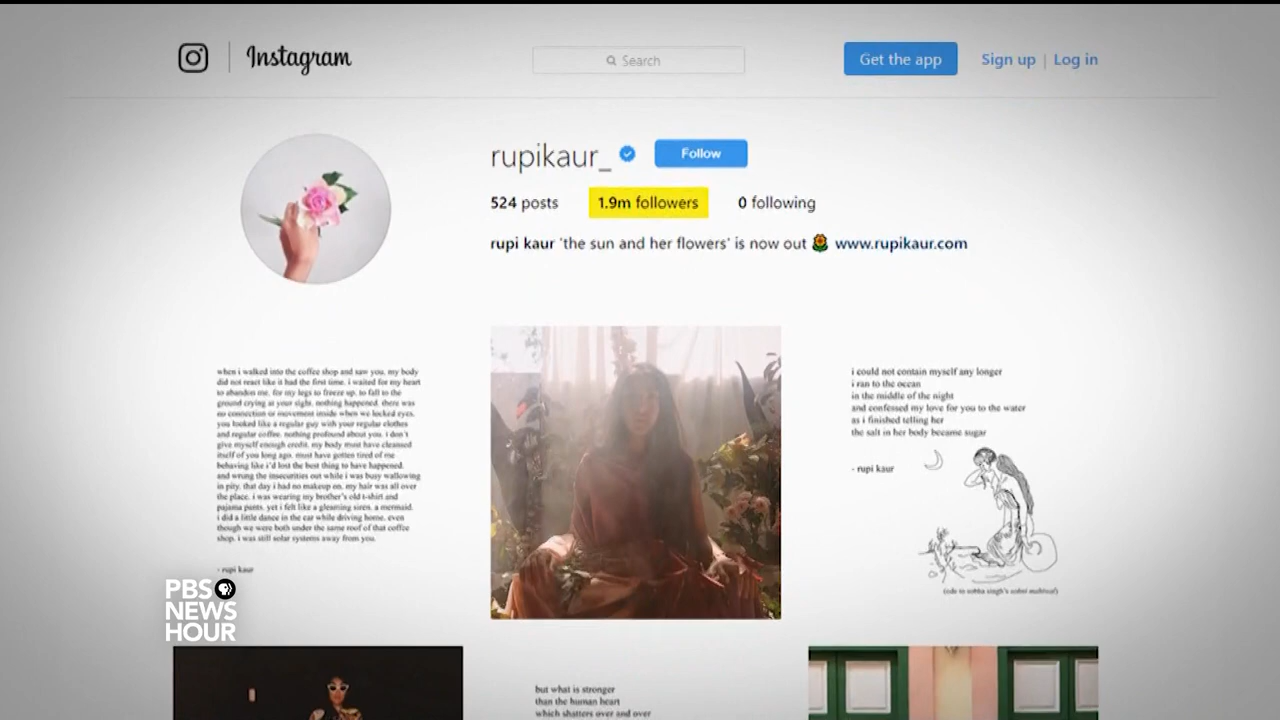 Instagram
Search
Get the app
Sign up | Log in
rupikaur_
Follow
524 posts
1.9m followers
0 following
rupi kaur 'the sun and her flowers' is now out www.rupikaur.com
when i walked into the coffee shop and saw you. my body
did not react like it had the first time. i waited for my heart
to abandon me. for my legs to freeze up. to fall to the
ground crying at your sight. nothing happened. there was
no connection or movement inside when we locked eyes.
you looked like a regular guy with your regular clothes
and regular coffee. nothing profound about you. i don't
give myself enough credit. my body must have cleansed
itself of you long ago. must have gotten tired of me
behaving like i'd lost the best thing to have happened.
and wrung the insecurities out while i was busy wallowing
in pity. that day i had no makeup on. my hair was all over
the place. i was wearing my brother's old t-shirt and
pajama pants. yet i felt like a gleaming siren. a mermaid.
i did a little dance in the car while driving home. even
though we were both under the same roof of that coffee
shop. i was still solar systems away from you.
- rupi kaur
i could not contain myself any longer
i ran to the ocean
in the middle of the night
and confessed my love for you to the water
as i finished telling her
the salt in her body became sugar
- rupi kaur
(ode to sobha singh's sohni mahiwal)
PBS
NEWS
HOUR
but what is stronger
than the human heart
which shatters over and over